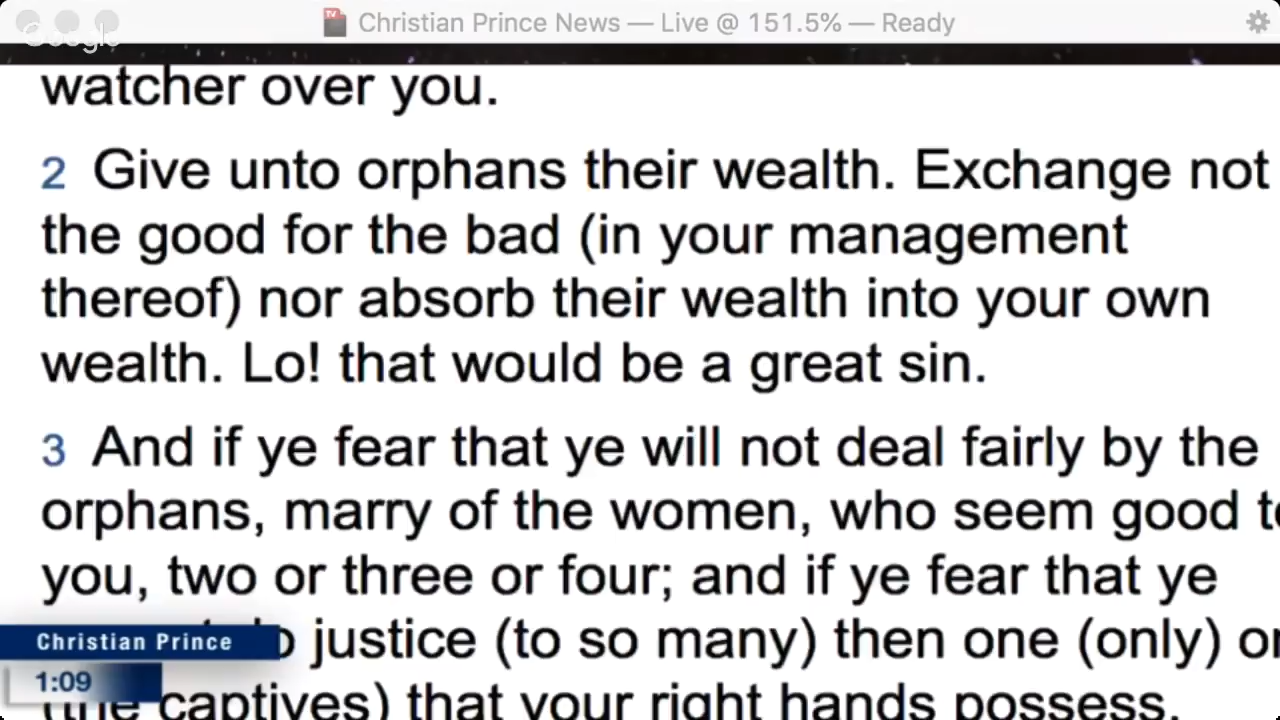 Christian Prince News — Live @ 151.5% — Ready
Google
watcher over you.
2 Give unto orphans their wealth. Exchange not
the good for the bad (in your management
thereof) nor absorb their wealth into your own
wealth. Lo! that would be a great sin.
3 And if ye fear that ye will not deal fairly by the
orphans, marry of the women, who seem good
you, two or three or four; and if ye fear that ye
justice (to so many) then one (only)
(the captives) that your right hands possess.
Christian Prince
1:09